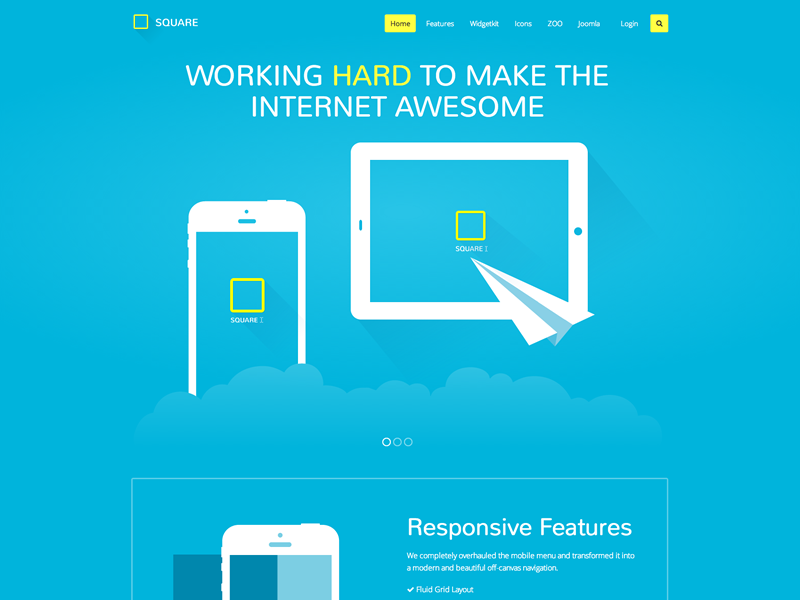 SQUARE
Home Features Widgetkit Icons ZOO Joomla Login
WORKING HARD TO MAKE THE
INTERNET AWESOME
SQUARE
SQUARE
Responsive Features
We completely overhauled the mobile menu and transformed it into
a modern and beautiful off-canvas navigation.
Fluid Grid Layout